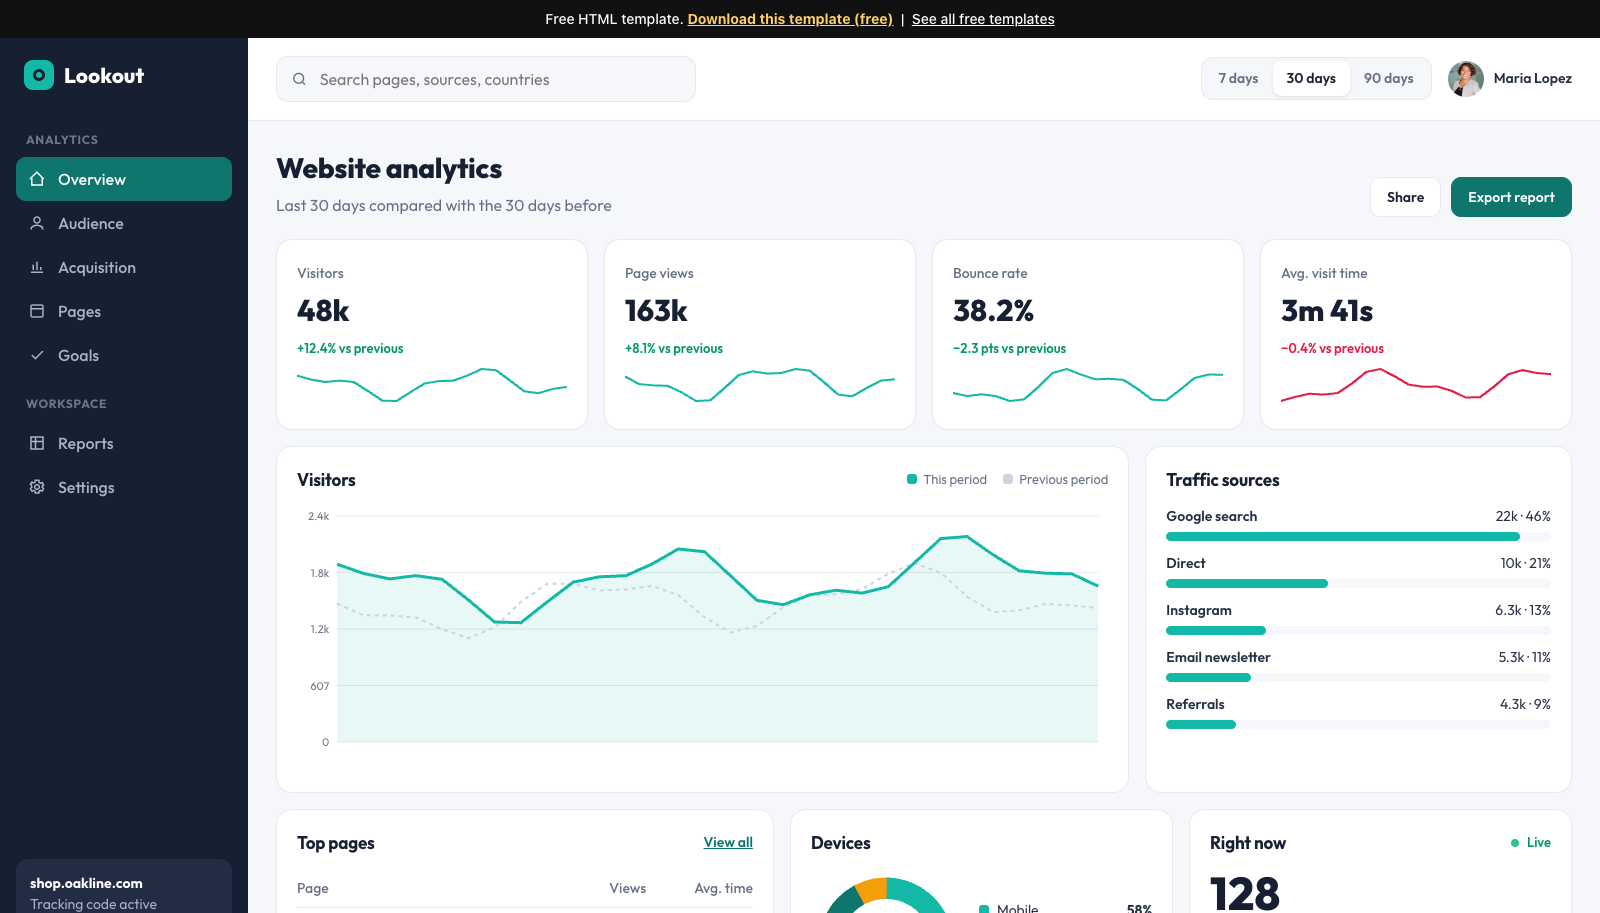 Free HTML template. Download this template (free) | See all free templates
Lookout
Search pages, sources, countries
7 days
30 days
90 days
Maria Lopez
ANALYTICS
Overview
Audience
Acquisition
Pages
Goals
WORKSPACE
Reports
Settings
shop.oakline.com
Tracking code active
Website analytics
Last 30 days compared with the 30 days before
Share
Export report
Visitors
48k
+12.4% vs previous
Page views
163k
+8.1% vs previous
Bounce rate
38.2%
−2.3 pts vs previous
Avg. visit time
3m 41s
−0.4% vs previous
Visitors
This period
Previous period
2.4k
1.8k
1.2k
607
0
Traffic sources
Google search 22k · 46%
Direct 10k · 21%
Instagram 6.3k · 13%
Email newsletter 5.3k · 11%
Referrals 4.3k · 9%
Top pages
View all
Page Views Avg. time
Devices
Mobile 58%
Right now
Live
128